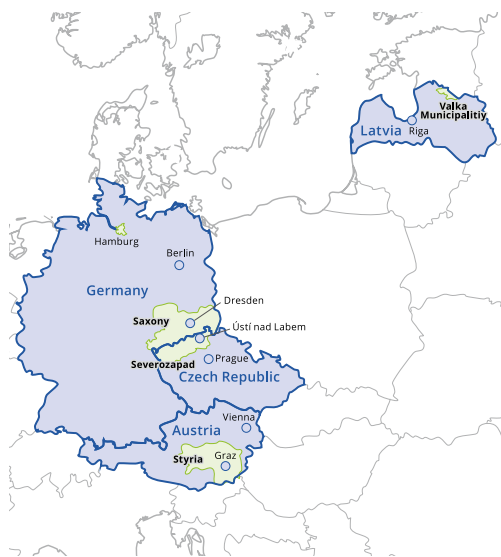 Valka
Municipalitiy
Latvia
Riga
Hamburg
Berlin
Germany
Dresden
Saxony
Ústí nad Labem
Severozapad
Prague
Czech Republic
Vienna
Austria
Styria
Graz